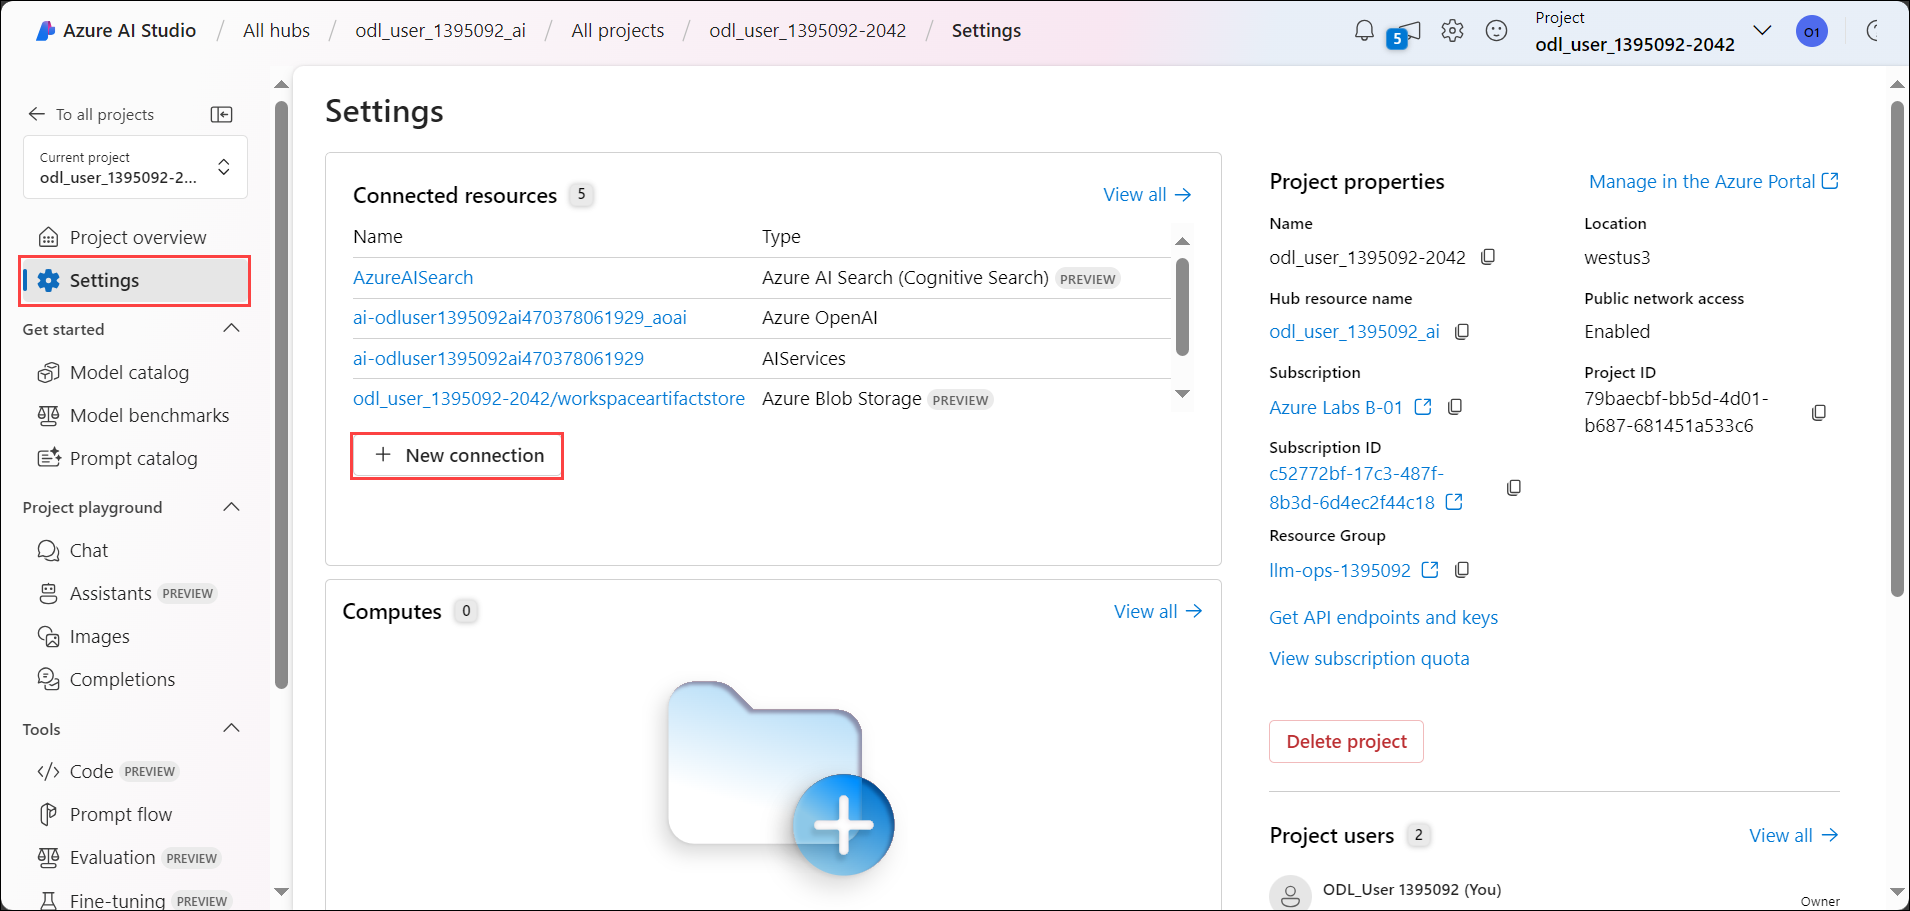 Azure AI Studio / All hubs / odl_user_1395092_ai / All projects / odl_user_1395092-2042 / Settings
5
Project
odl_user_1395092-2042
O1
To all projects
Current project
odl_user_1395092-2...
Project overview
Settings
Get started
Model catalog
Model benchmarks
Prompt catalog
Project playground
Chat
Assistants PREVIEW
Images
Completions
Tools
Code PREVIEW
Prompt flow
Evaluation PREVIEW
Fine-tuning PREVIEW
Settings
Connected resources 5 View all
Name Type
AzureAISearch Azure AI Search (Cognitive Search) PREVIEW
ai-odluser1395092ai470378061929_aoai Azure OpenAI
ai-odluser1395092ai470378061929 AIServices
odl_user_1395092-2042/workspaceartifactstore Azure Blob Storage PREVIEW
+ New connection
Computes 0 View all
Project properties Manage in the Azure Portal
Name
odl_user_1395092-2042
Hub resource name
odl_user_1395092_ai
Subscription
Azure Labs B-01
Subscription ID
c52772bf-17c3-487f-
8b3d-6d4ec2f44c18
Resource Group
llm-ops-1395092
Location
westus3
Public network access
Enabled
Project ID
79baecbf-bb5d-4d01-
b687-681451a533c6
Get API endpoints and keys
View subscription quota
Delete project
Project users 2 View all
ODL_User 1395092 (You)
Owner